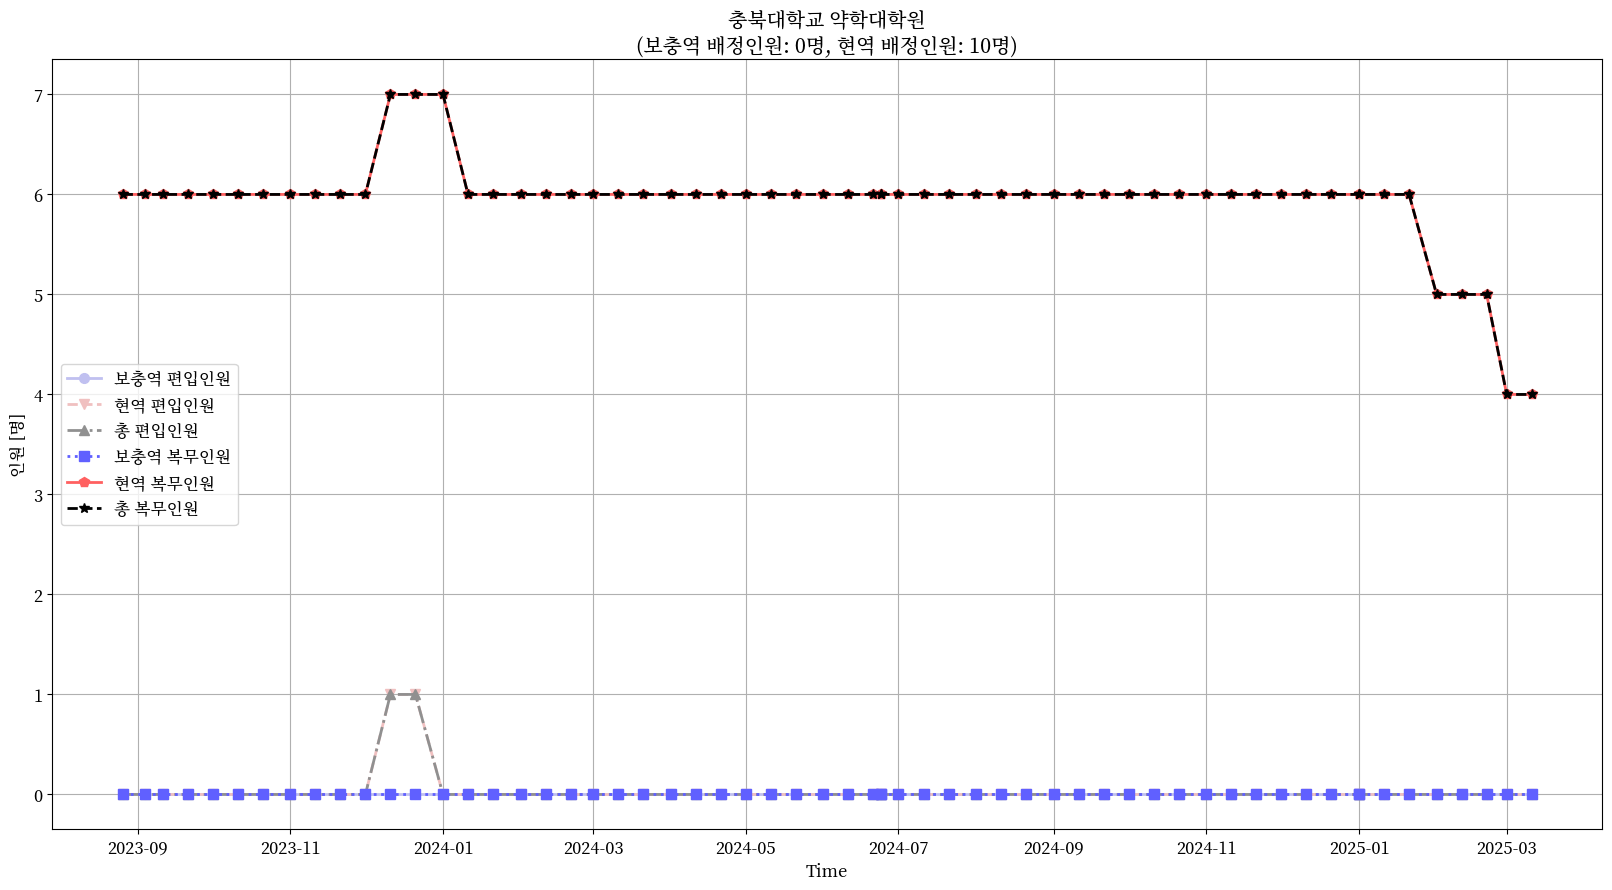 충북대학교 약학대학원
(보충역 배정인원: 0명, 현역 배정인원: 10명)
7
6
5
4
3
2
1
0
인원 [명]
보충역 편입인원
현역 편입인원
총 편입인원
보충역 복무인원
현역 복무인원
총 복무인원
2023-09
2023-11
2024-01
2024-03
2024-05
2024-07
2024-09
2024-11
2025-01
2025-03
Time